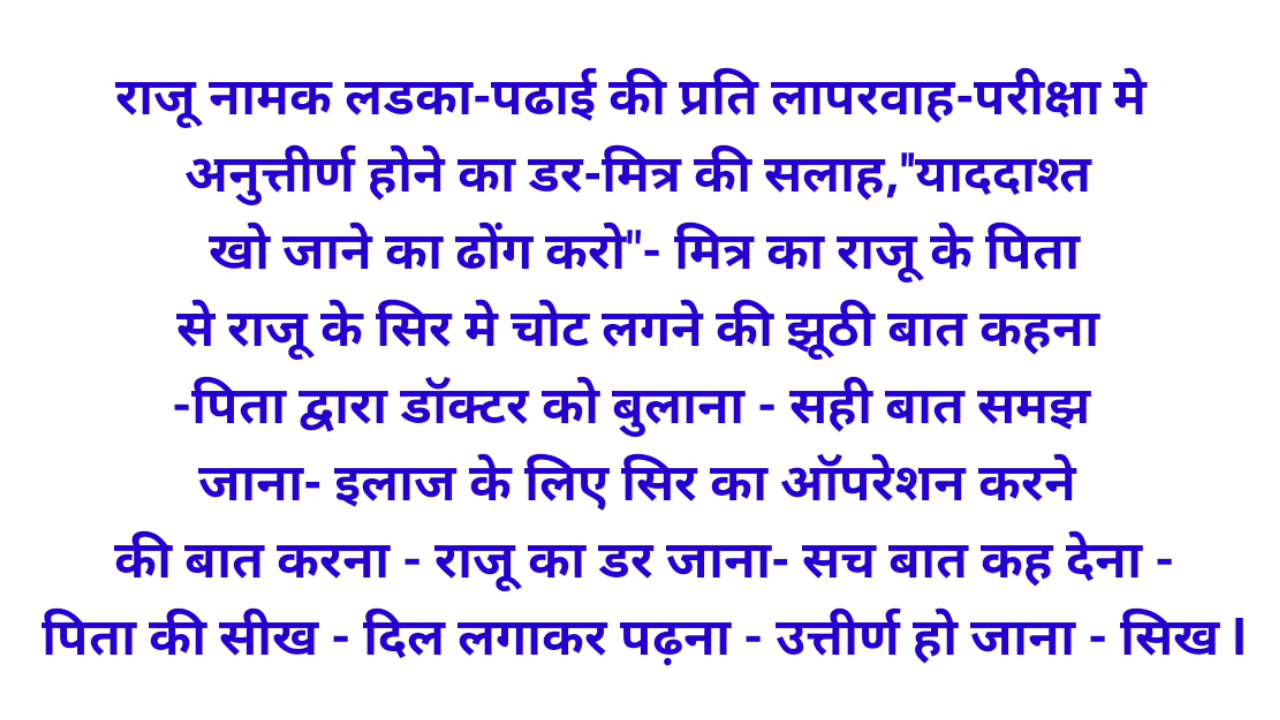 राजू नामक लडका-पढाई की प्रति लापरवाह-परीक्षा मे
अनुत्तीर्ण होने का डर-मित्र की सलाह,"याददाश्त
खो जाने का ढोंग करो"- मित्र का राजू के पिता
से राजू के सिर मे चोट लगने की झूठी बात कहना
-पिता द्वारा डॉक्टर को बुलाना - सही बात समझ
जाना- इलाज के लिए सिर का ऑपरेशन करने
की बात करना - राजू का डर जाना- सच बात कह देना -
पिता की सीख - दिल लगाकर पढ़ना - उत्तीर्ण हो जाना - सिख l